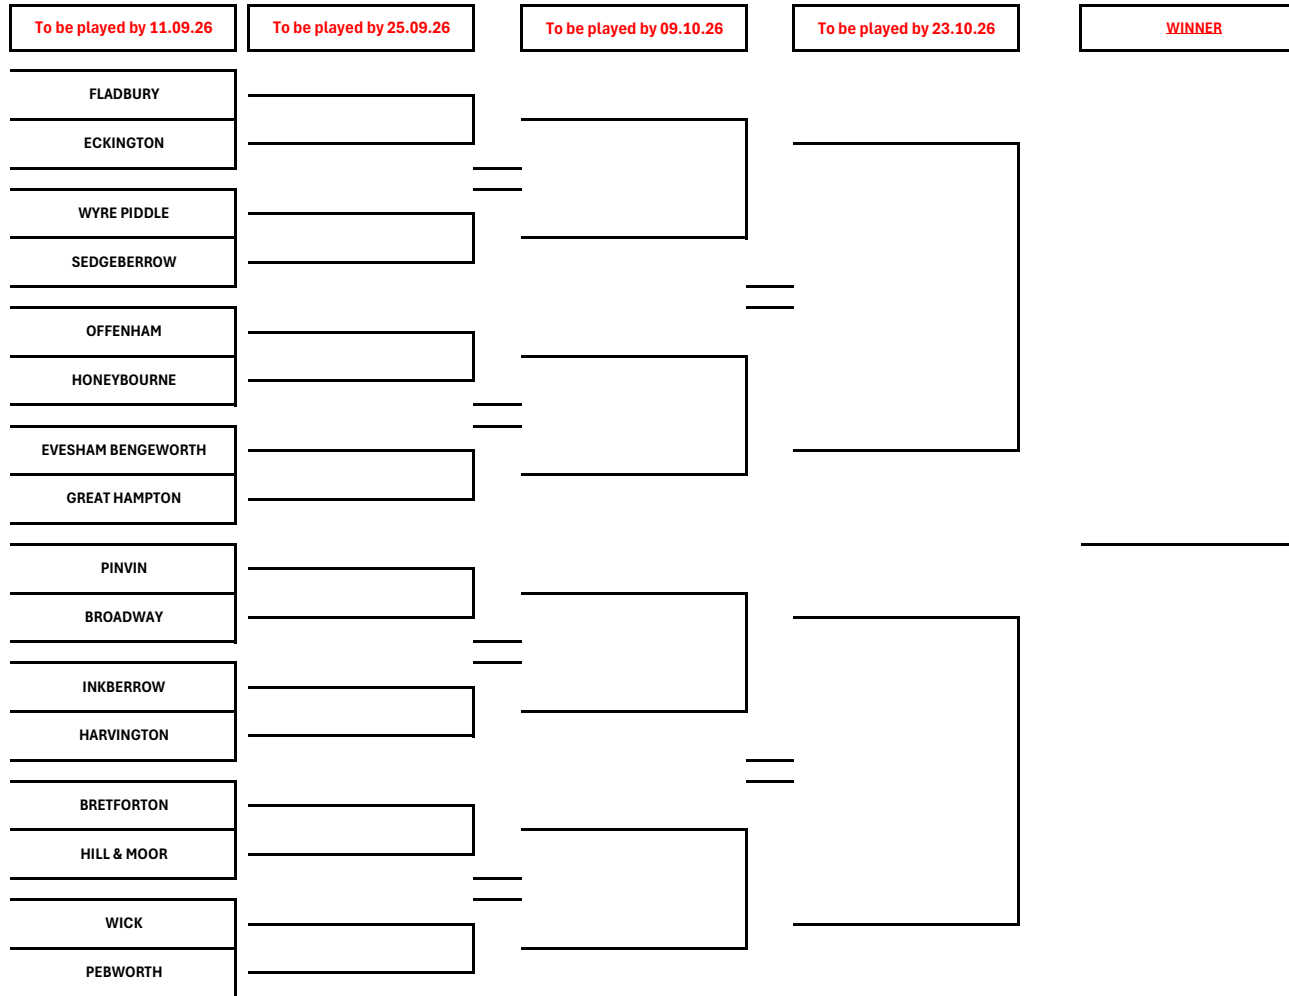 To be played by 11.09.26
To be played by 25.09.26
To be played by 09.10.26
To be played by 23.10.26
WINNER
FLADBURY
ECKINGTON
WYRE PIDDLE
SEDGEBERROW
OFFENHAM
HONEYBOURNE
EVESHAM BENGEWORTH
GREAT HAMPTON
PINVIN
BROADWAY
INKBERROW
HARVINGTON
BRETFORTON
HILL & MOOR
WICK
PEBWORTH